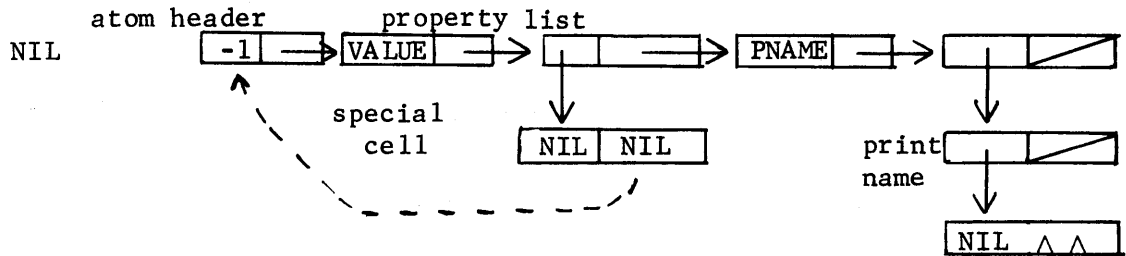 atom header property list
NIL -1 VALUE PNAME
special
cell
NIL NIL
print
name
NIL ∧ ∧